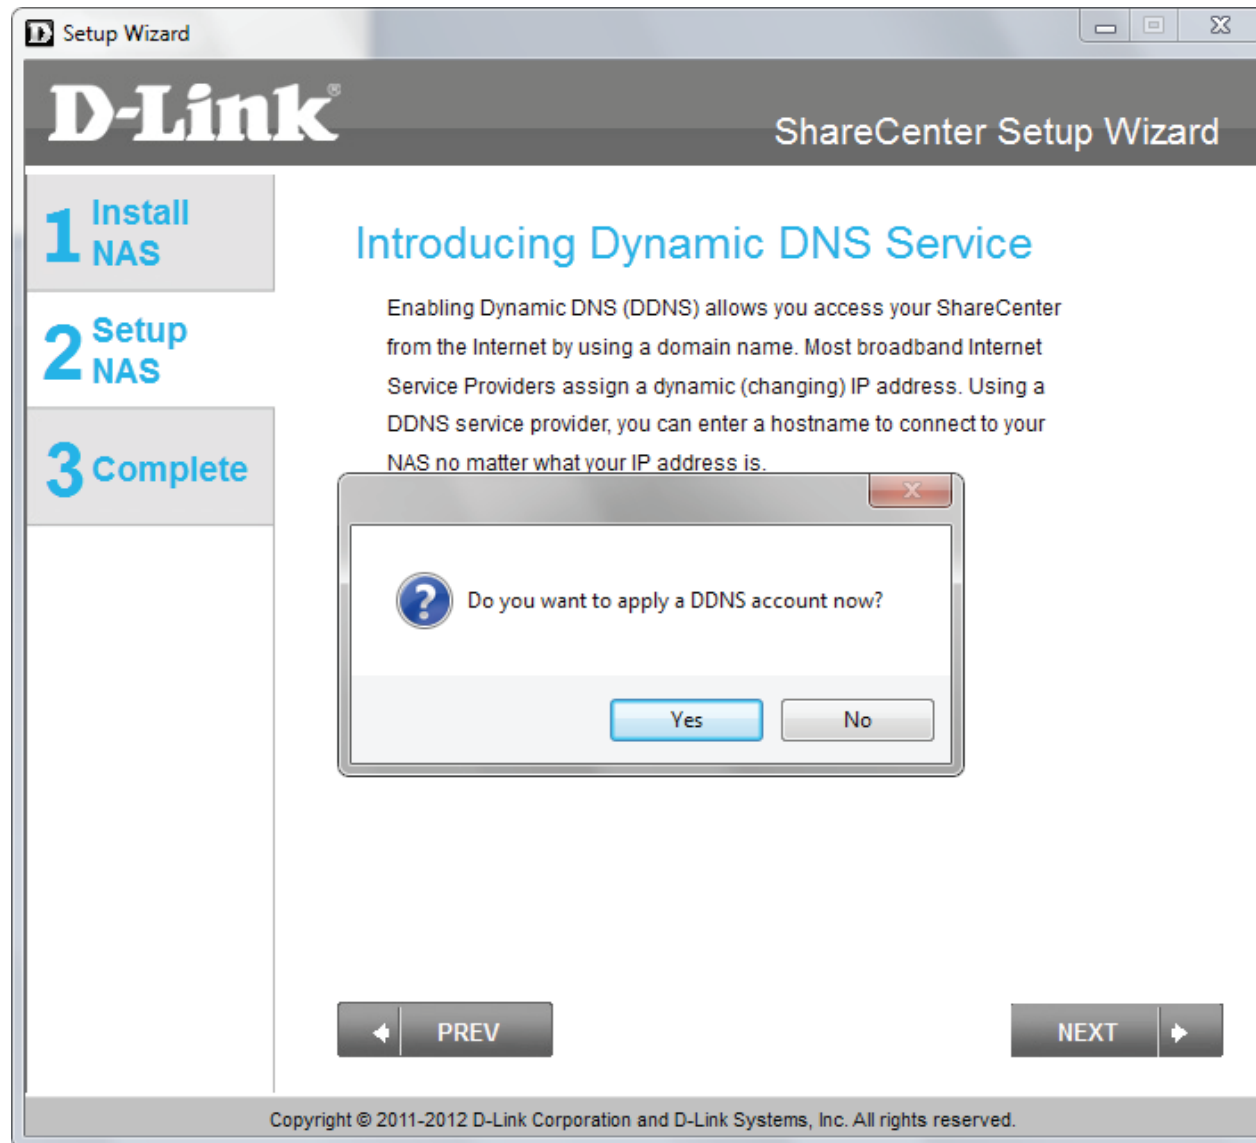 Setup Wizard
D-Link®
ShareCenter Setup Wizard
1 Install
NAS
2 Setup
NAS
3 Complete
Introducing Dynamic DNS Service
Enabling Dynamic DNS (DDNS) allows you access your ShareCenter
from the Internet by using a domain name. Most broadband Internet
Service Providers assign a dynamic (changing) IP address. Using a
DDNS service provider, you can enter a hostname to connect to your
NAS no matter what your IP address is.
Do you want to apply a DDNS account now?
Yes
No
PREV
NEXT
Copyright © 2011-2012 D-Link Corporation and D-Link Systems, Inc. All rights reserved.